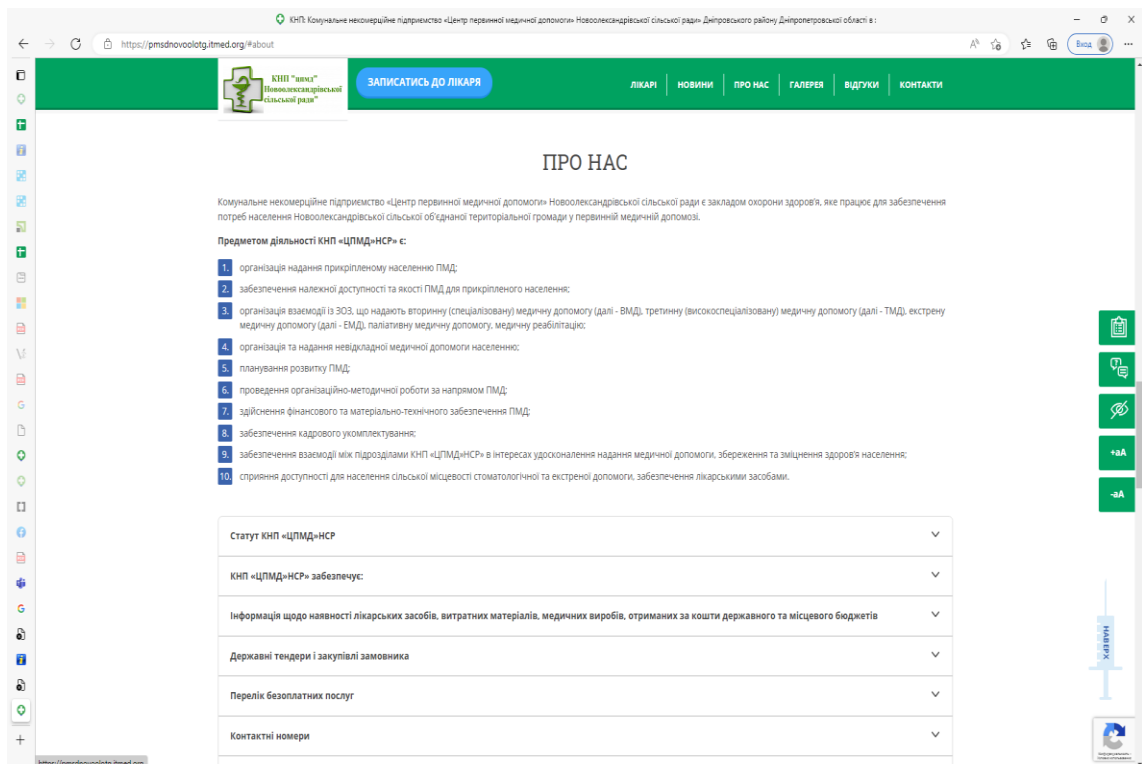 КНП: Комунальне некомерційне підприємство «Центр первинної медичної допомоги» Новоолександрівської сільської ради» Дніпровського району Дніпропетровської області в :
https://pmsdnovoolotg.itmed.org/#about
Вход
КНП "цпмд"
Новоолександрівської
сільської ради"
ЗАПИСАТИСЬ ДО ЛІКАРЯ
ЛІКАРІ
НОВИНИ
ПРО НАС
ГАЛЕРЕЯ
ВІДГУКИ
КОНТАКТИ
ПРО НАС
Комунальне некомерційне підприємство «Центр первинної медичної допомоги» Новоолександрівської сільської ради є закладом охорони здоров'я, яке працює для забезпечення
потреб населення Новоолександрівської сільської об'єднаної територіальної громади у первинній медичній допомозі.
Предметом діяльності КНП «ЦПМД»НСР» є:
1. організація надання прикріпленому населенню ПМД;
2. забезпечення належної доступності та якості ПМД для прикріпленого населення;
3. організація взаємодії із ЗОЗ, що надають вторинну (спеціалізовану) медичну допомогу (далі - ВМД), третинну (високоспеціалізовану) медичну допомогу (далі - ТМД), екстрену
медичну допомогу (далі - ЕМД), паліативну медичну допомогу, медичну реабілітацію;
4. організація та надання невідкладної медичної допомоги населенню;
5. планування розвитку ПМД;
6. проведення організаційно-методичної роботи за напрямом ПМД;
7. здійснення фінансового та матеріально-технічного забезпечення ПМД;
8. забезпечення кадрового укомплектування;
9. забезпечення взаємодії між підрозділами КНП «ЦПМД»НСР» в інтересах удосконалення надання медичної допомоги, збереження та зміцнення здоров'я населення;
10. сприяння доступності для населення сільської місцевості стоматологічної та екстреної допомоги, забезпечення лікарськими засобами.
+аА
-аА
Статут КНП «ЦПМД»НСР
КНП «ЦПМД»НСР» забезпечує:
Інформація щодо наявності лікарських засобів, витратних матеріалів, медичних виробів, отриманих за кошти державного та місцевого бюджетів
Державні тендери і закупівлі замовника
Перелік безоплатних послуг
Контактні номери
НАВЕРХ
https://pmsdnovoolotg.itmed.org